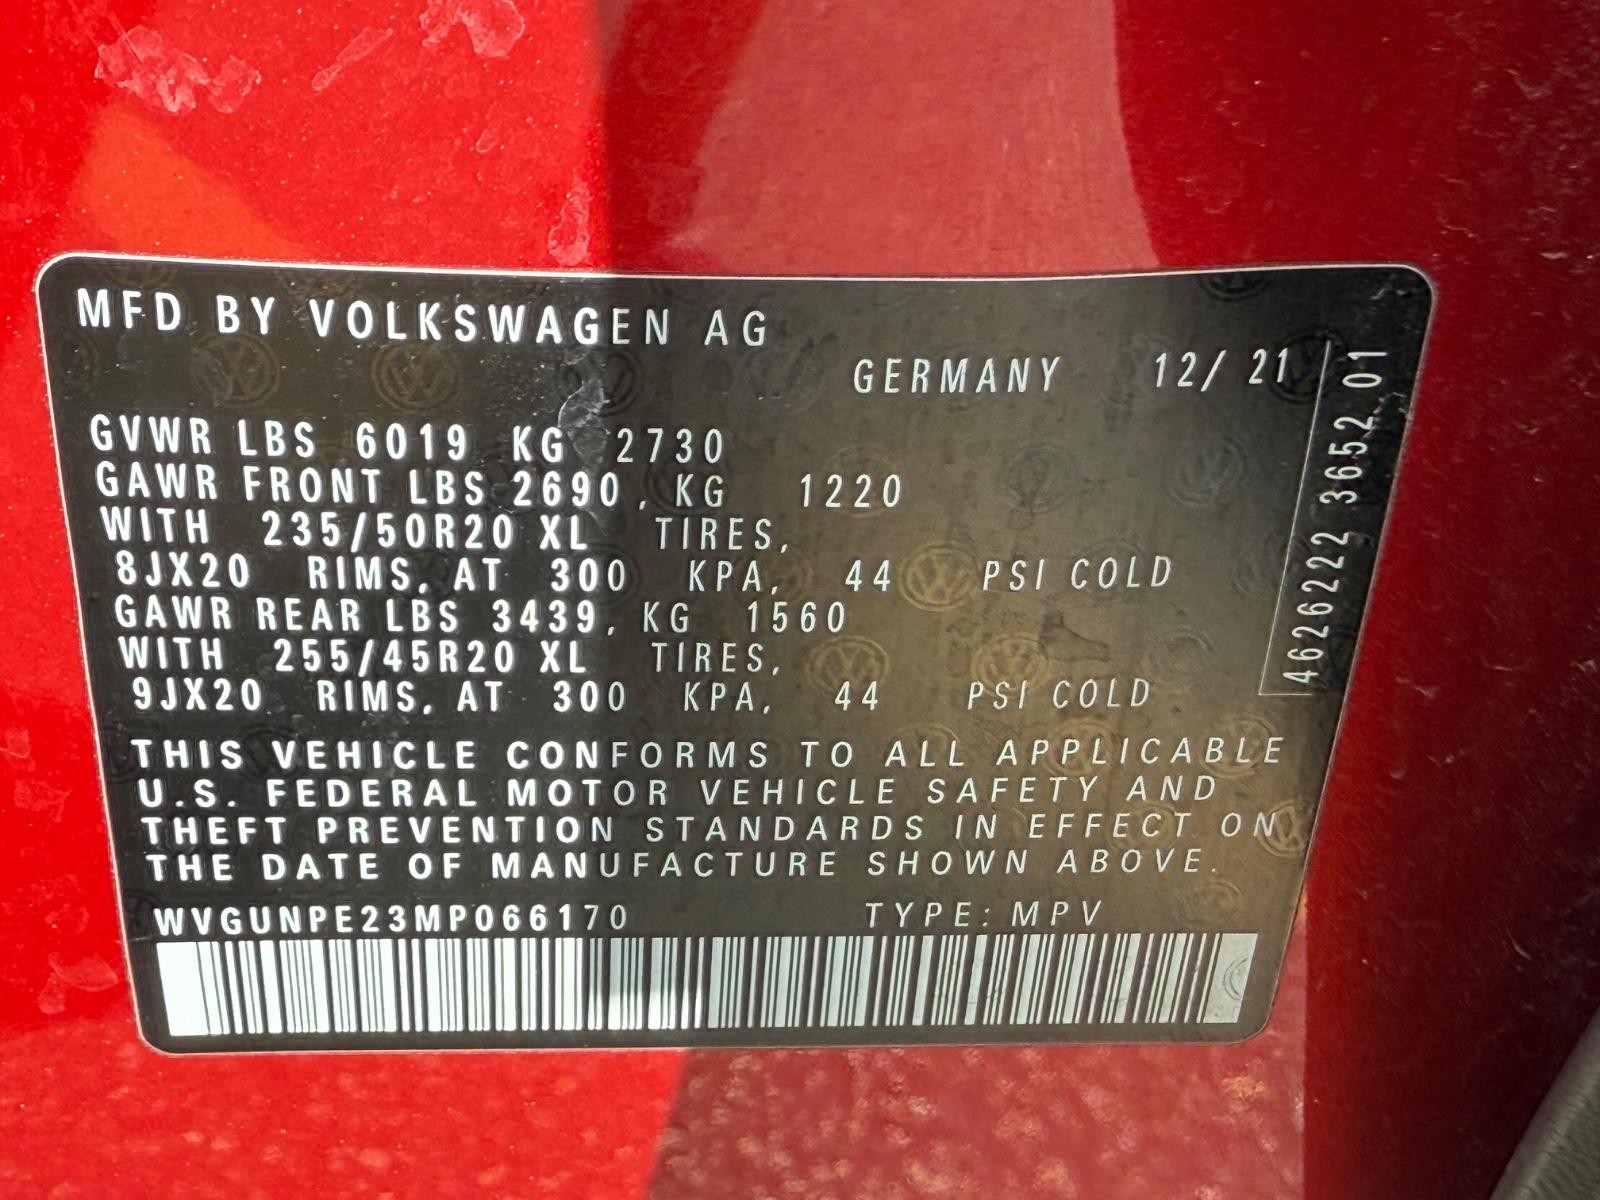 MFD BY VOLKSWAGEN AG
GERMANY 12/ 21
GVWR LBS 6019 KG 2730
GAWR FRONT LBS 2690, KG 1220
WITH 235/50R20 XL TIRES,
8JX20 RIMS, AT 300 KPA, 44 PSI COLD
GAWR REAR LBS 3439, KG 1560
WITH 255/45R20 XL TIRES,
9JX20 RIMS, AT 300 KPA, 44 PSI COLD
THIS VEHICLE CONFORMS TO ALL APPLICABLE
U.S. FEDERAL MOTOR VEHICLE SAFETY AND
THEFT PREVENTION STANDARDS IN EFFECT ON
THE DATE OF MANUFACTURE SHOWN ABOVE.
WVGUNPE23MP066170 TYPE: MPV
4626222 3652 01